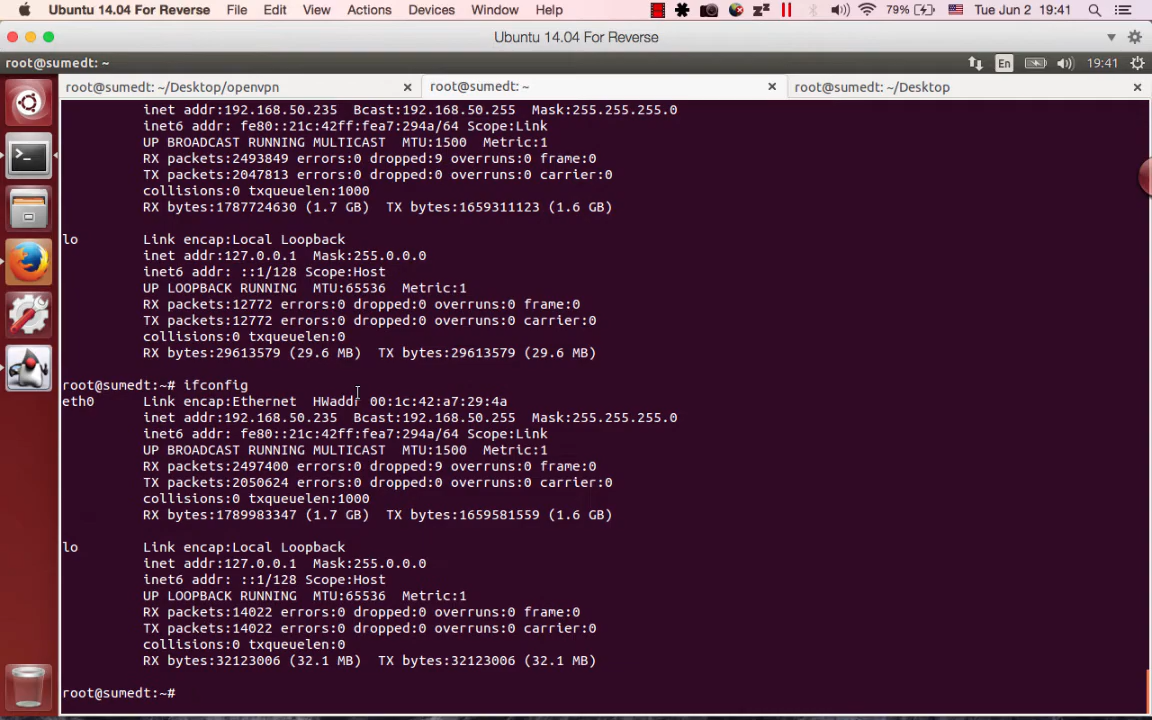 Ubuntu 14.04 For Reverse File Edit View Actions Devices Window Help 79% Tue Jun 2 19:41
Ubuntu 14.04 For Reverse
root@sumedt: ~ En 19:41
root@sumedt: ~/Desktop/openvpn root@sumedt: ~ root@sumedt: ~/Desktop
inet addr:192.168.50.235 Bcast:192.168.50.255 Mask:255.255.255.0
inet6 addr: fe80::21c:42ff:fea7:294a/64 Scope:Link
UP BROADCAST RUNNING MULTICAST MTU:1500 Metric:1
RX packets:2493849 errors:0 dropped:9 overruns:0 frame:0
TX packets:2047813 errors:0 dropped:0 overruns:0 carrier:0
collisions:0 txqueuelen:1000
RX bytes:1787724630 (1.7 GB) TX bytes:1659311123 (1.6 GB)
lo Link encap:Local Loopback
inet addr:127.0.0.1 Mask:255.0.0.0
inet6 addr: ::1/128 Scope:Host
UP LOOPBACK RUNNING MTU:65536 Metric:1
RX packets:12772 errors:0 dropped:0 overruns:0 frame:0
TX packets:12772 errors:0 dropped:0 overruns:0 carrier:0
collisions:0 txqueuelen:0
RX bytes:29613579 (29.6 MB) TX bytes:29613579 (29.6 MB)
root@sumedt:~# ifconfig
eth0 Link encap:Ethernet HWaddr 00:1c:42:a7:29:4a
inet addr:192.168.50.235 Bcast:192.168.50.255 Mask:255.255.255.0
inet6 addr: fe80::21c:42ff:fea7:294a/64 Scope:Link
UP BROADCAST RUNNING MULTICAST MTU:1500 Metric:1
RX packets:2497400 errors:0 dropped:9 overruns:0 frame:0
TX packets:2050624 errors:0 dropped:0 overruns:0 carrier:0
collisions:0 txqueuelen:1000
RX bytes:1789983347 (1.7 GB) TX bytes:1659581559 (1.6 GB)
lo Link encap:Local Loopback
inet addr:127.0.0.1 Mask:255.0.0.0
inet6 addr: ::1/128 Scope:Host
UP LOOPBACK RUNNING MTU:65536 Metric:1
RX packets:14022 errors:0 dropped:0 overruns:0 frame:0
TX packets:14022 errors:0 dropped:0 overruns:0 carrier:0
collisions:0 txqueuelen:0
RX bytes:32123006 (32.1 MB) TX bytes:32123006 (32.1 MB)
root@sumedt:~#